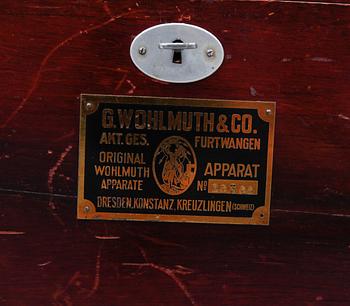 G. WOHLMUTH & CO.
AKT. GES. FURTWANGEN
ORIGINAL
WOHLMUTH APPARAT
APPARATE No
DRESDEN, KONSTANZ, KREUZLINGEN (SCHWEIZ)